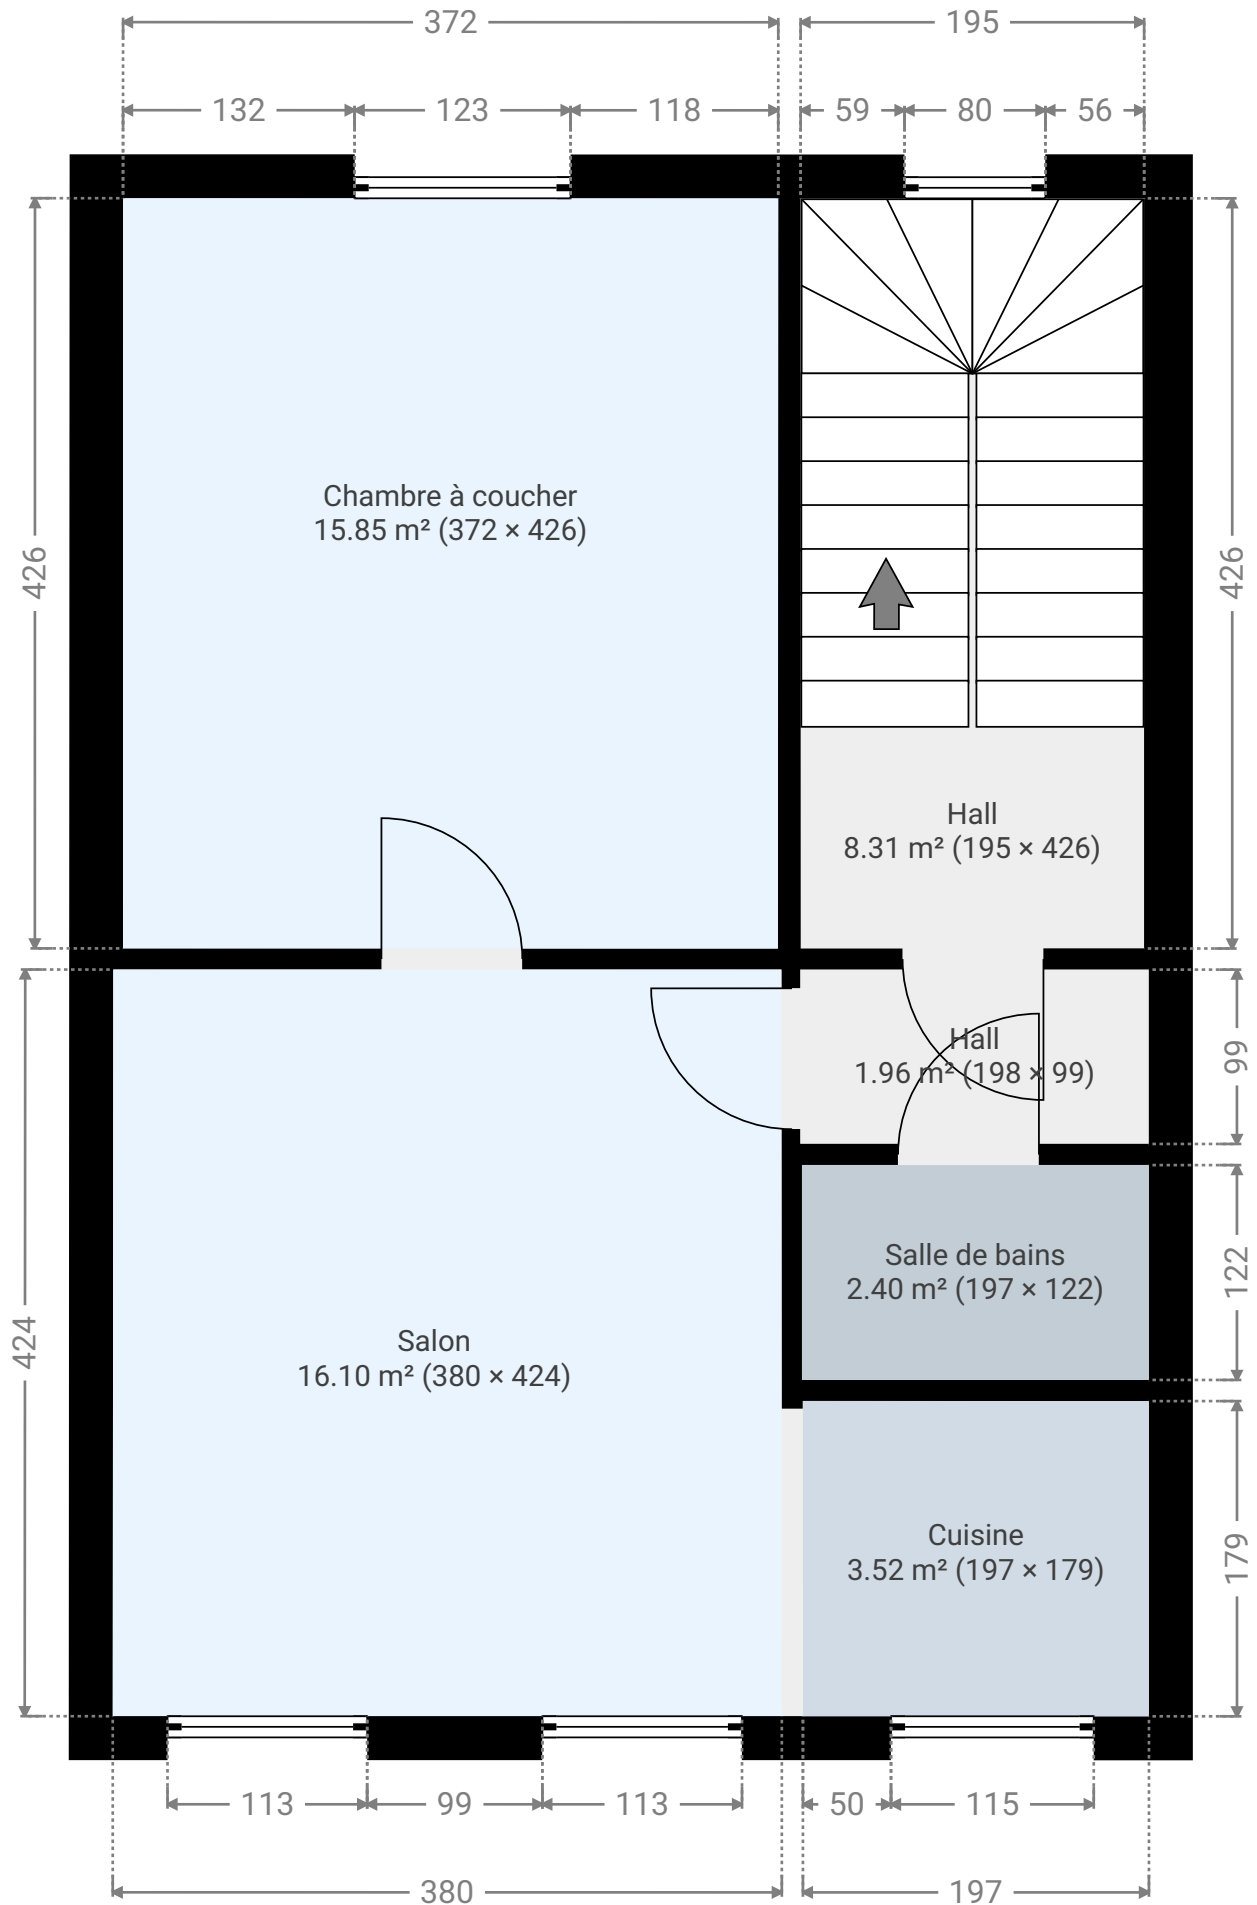 372
195
132
123
118
59
80
56
426
426
Chambre à coucher
15.85 m² (372 × 426)
Hall
8.31 m² (195 × 426)
Hall
1.96 m² (198 × 99)
99
122
Salle de bains
2.40 m² (197 × 122)
424
Salon
16.10 m² (380 × 424)
Cuisine
3.52 m² (197 × 179)
179
113
99
113
50
115
380
197